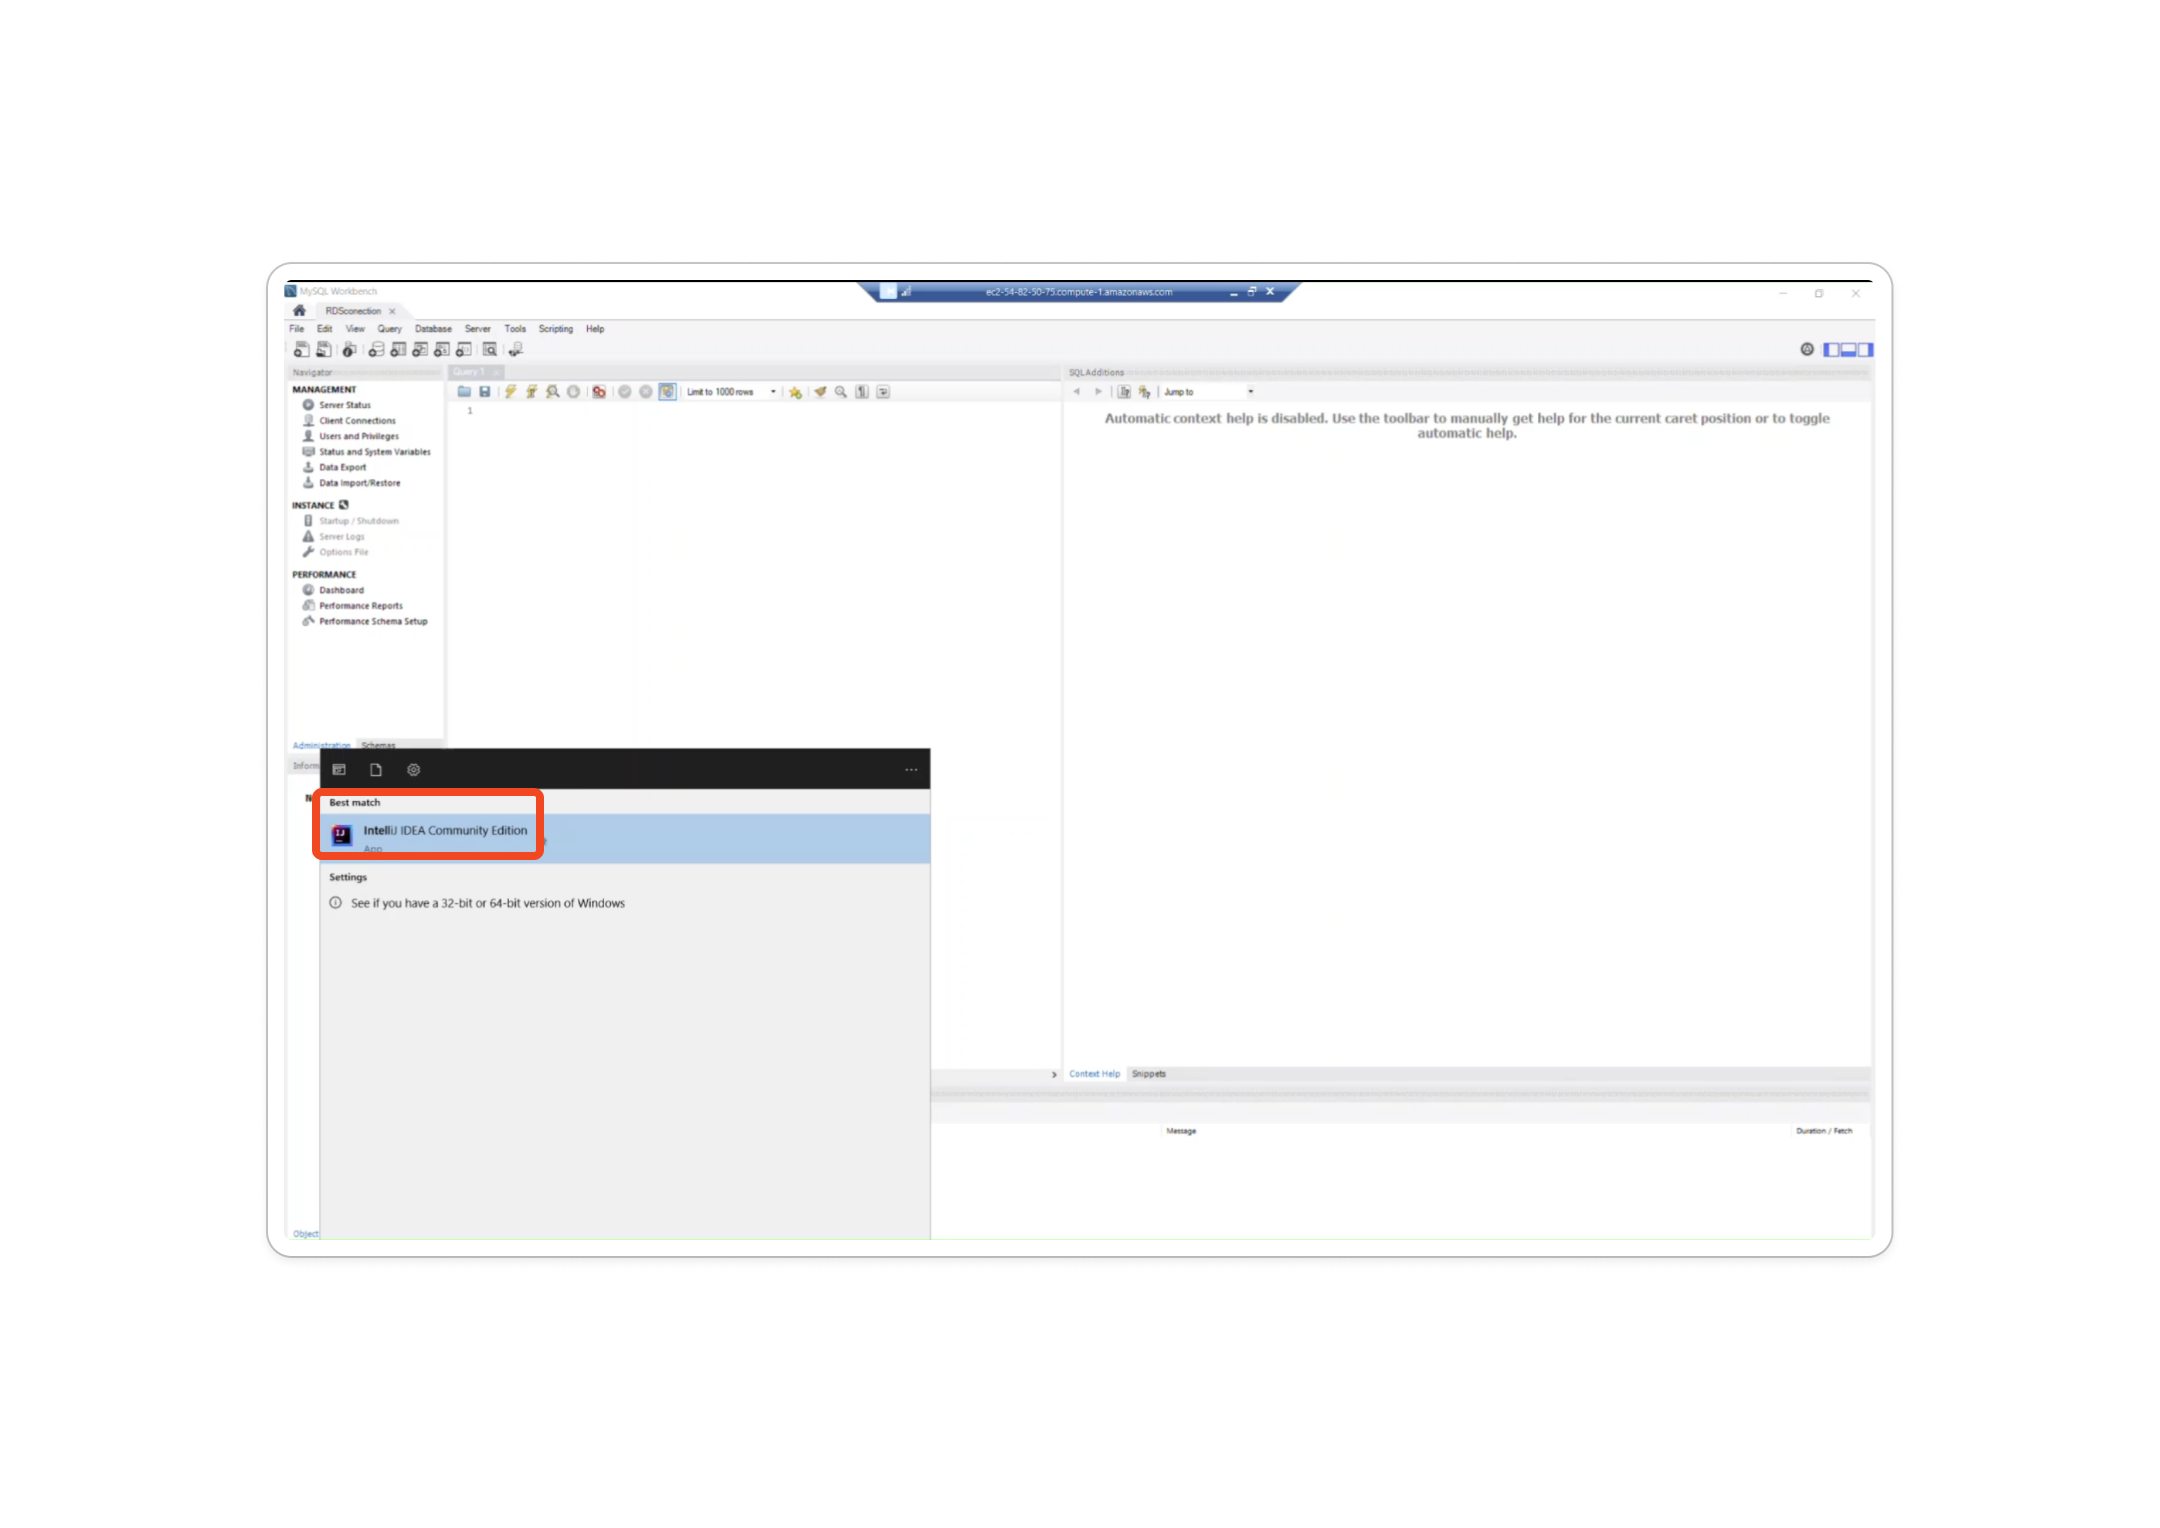 MySQL Workbench
ec2-54-82-50-75.compute-1.amazonaws.com
RDSconection
File Edit View Query Database Server Tools Scripting Help
Navigator
Query 1
SQLAdditions
MANAGEMENT
Server Status
Client Connections
Users and Privileges
Status and System Variables
Data Export
Data Import/Restore
INSTANCE
Startup / Shutdown
Server Logs
Options File
PERFORMANCE
Dashboard
Performance Reports
Performance Schema Setup
Limit to 1000 rows
1
Jump to
Automatic context help is disabled. Use the toolbar to manually get help for the current caret position or to toggle
automatic help.
Administration Schemas
Inform
N
Best match
IntelliJ IDEA Community Edition
App
Settings
See if you have a 32-bit or 64-bit version of Windows
Context Help Snippets
Message Duration / Fetch
Object